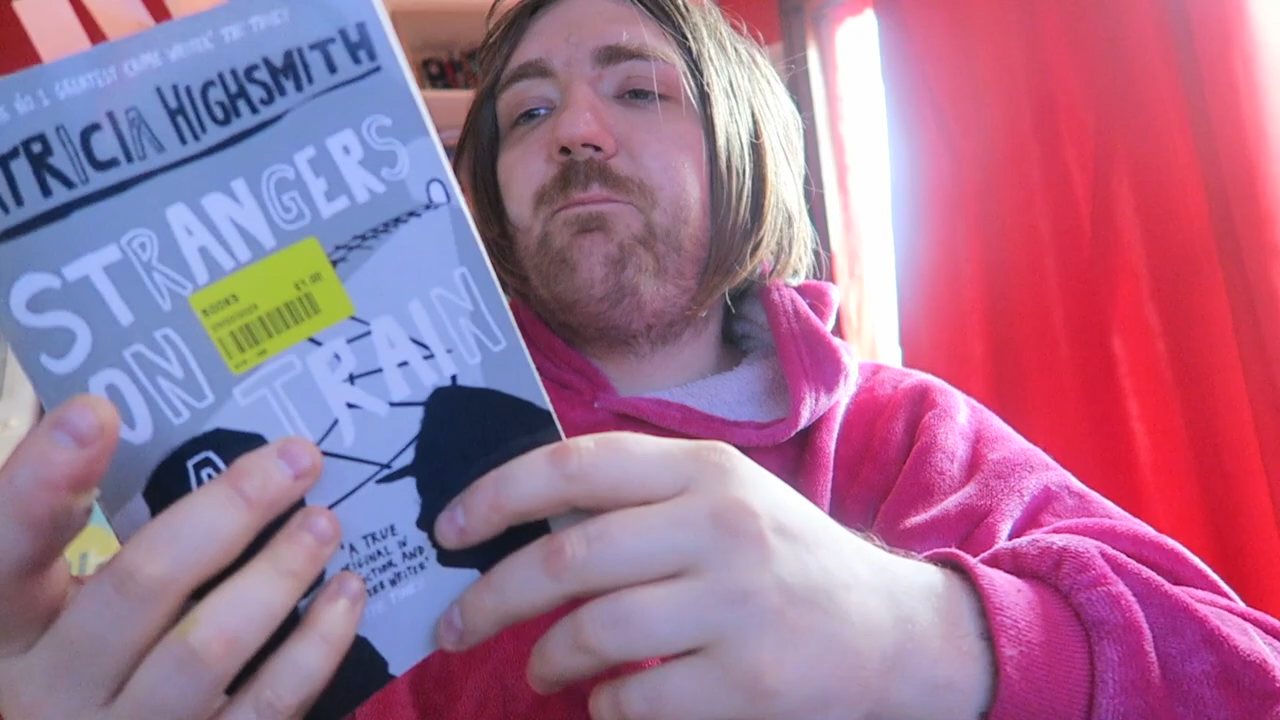 NO.1 GREATEST CRIME WRITER' THE TIMES
ATRICIA HIGHSMITH
STRANGERS
ON
TRAIN
BOOKS £1.00
"A TRUE
ORIGINAL IN
FICTION, AND
WRITER"